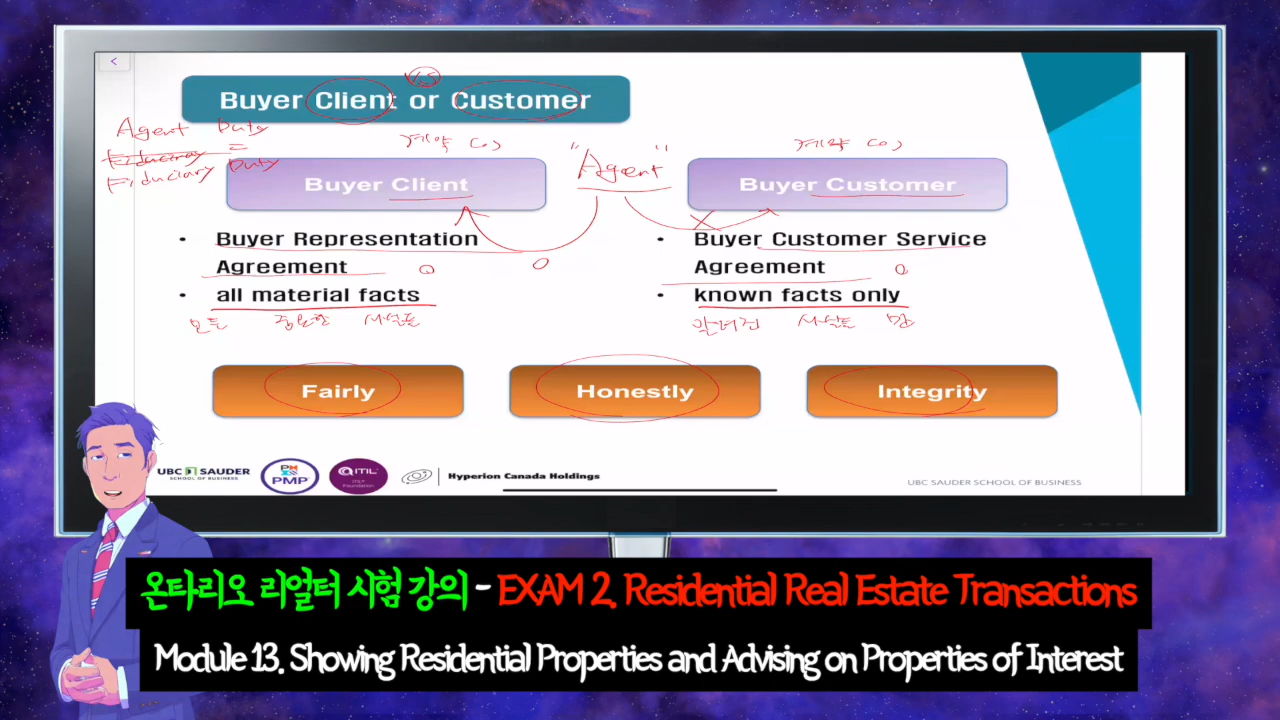 <
V.S
Buyer Client or Customer
Agent Duty
Fiduciary =
Fiduciary Duty
계약 (o)
"Agent"
계약 (o)
Buyer Client
Buyer Customer
• Buyer Representation
Agreement
• all material facts
모든 중요한 사실들
• Buyer Customer Service
Agreement
• known facts only
알려진 사실들 만
Fairly
Honestly
Integrity
UBC SAUDER
SCHOOL OF BUSINESS
PMP
ITIL
Foundation
Hyperion Canada Holdings
UBC SAUDER SCHOOL OF BUSINESS
온타리오 리얼터 시험 강의 - EXAM 2. Residential Real Estate Transactions
Module 13. Showing Residential Properties and Advising on Properties of Interest